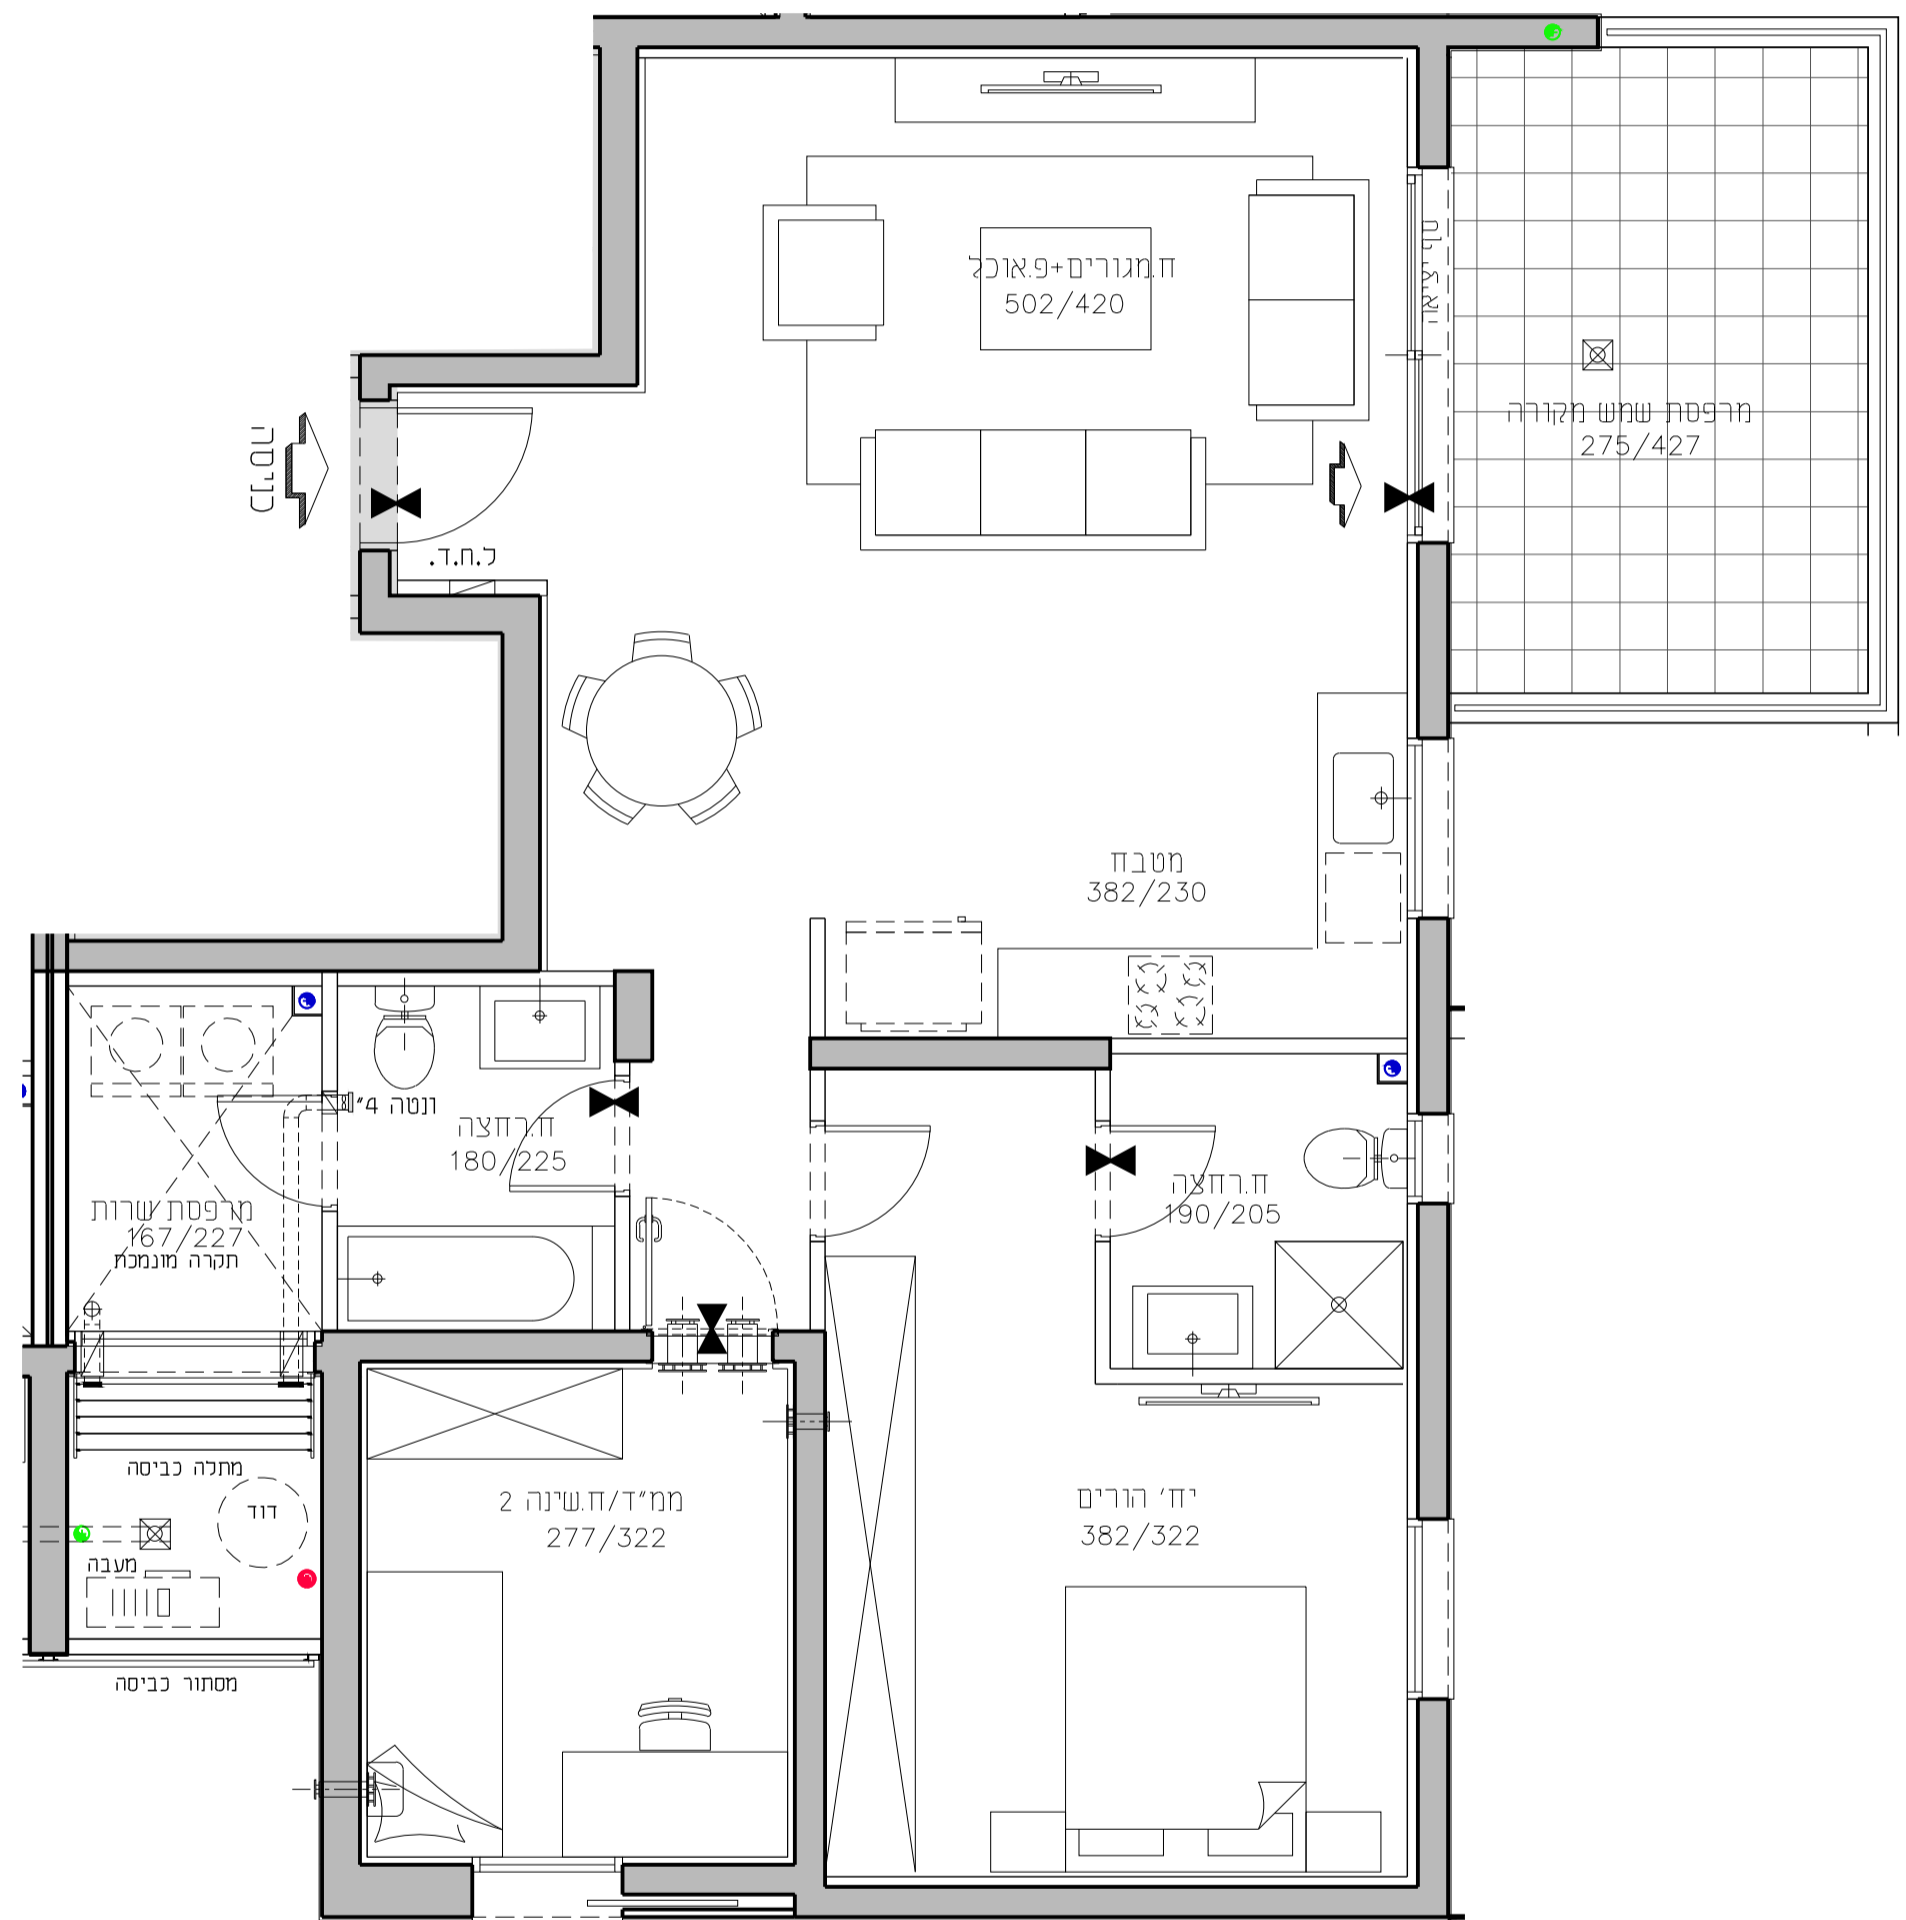 ח.מגורים+פ.אוכל
502/420
מרפסת שמש מקורה
275/427
כניסה
ל.ח.ד.
מטבח
382/230
ח.רחצה
180/225
ונטה 4"
מרפסת שרות
167/227
תקרה מונמכת
ח.רחצה
190/205
מתלה כביסה
דוד
מעבה
מסתור כביסה
ממ"ד/ח.שינה 2
277/322
יח' הורים
382/322